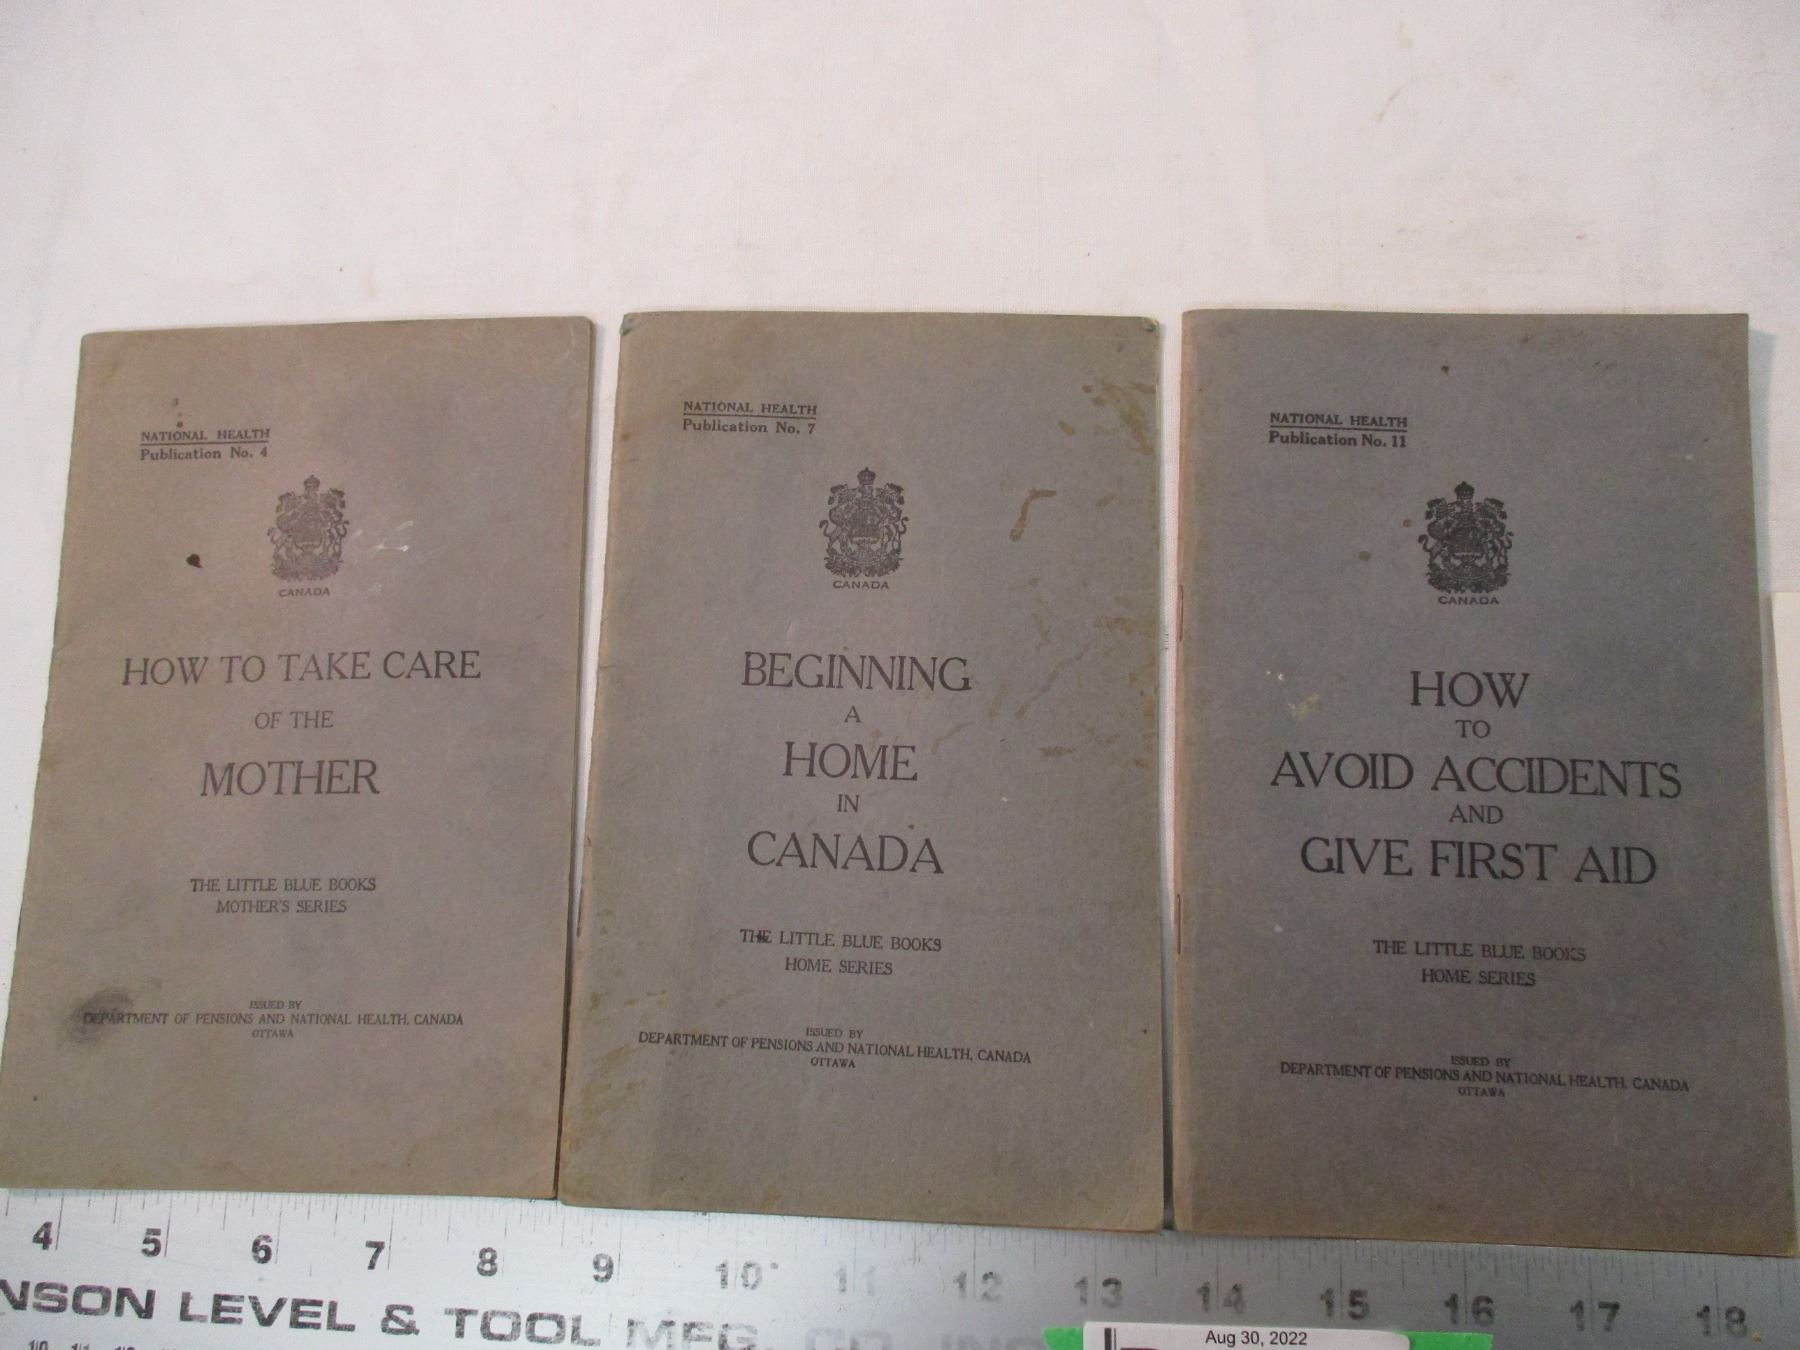 NATIONAL HEALTH
Publication No. 4
CANADA
HOW TO TAKE CARE
OF THE
MOTHER
THE LITTLE BLUE BOOKS
MOTHER'S SERIES
ISSUED BY
DEPARTMENT OF PENSIONS AND NATIONAL HEALTH, CANADA
OTTAWA
NATIONAL HEALTH
Publication No. 7
CANADA
BEGINNING
A
HOME
IN
CANADA
THE LITTLE BLUE BOOKS
HOME SERIES
ISSUED BY
DEPARTMENT OF PENSIONS AND NATIONAL HEALTH, CANADA
OTTAWA
NATIONAL HEALTH
Publication No. 11
CANADA
HOW
TO
AVOID ACCIDENTS
AND
GIVE FIRST AID
THE LITTLE BLUE BOOKS
HOME SERIES
ISSUED BY
DEPARTMENT OF PENSIONS AND NATIONAL HEALTH, CANADA
OTTAWA
4 5 6 7 8 9 10 11 12 13 14 15 16 17 18
NSON LEVEL & TOOL MFG. CO. INC
10 11
Aug 30, 2022